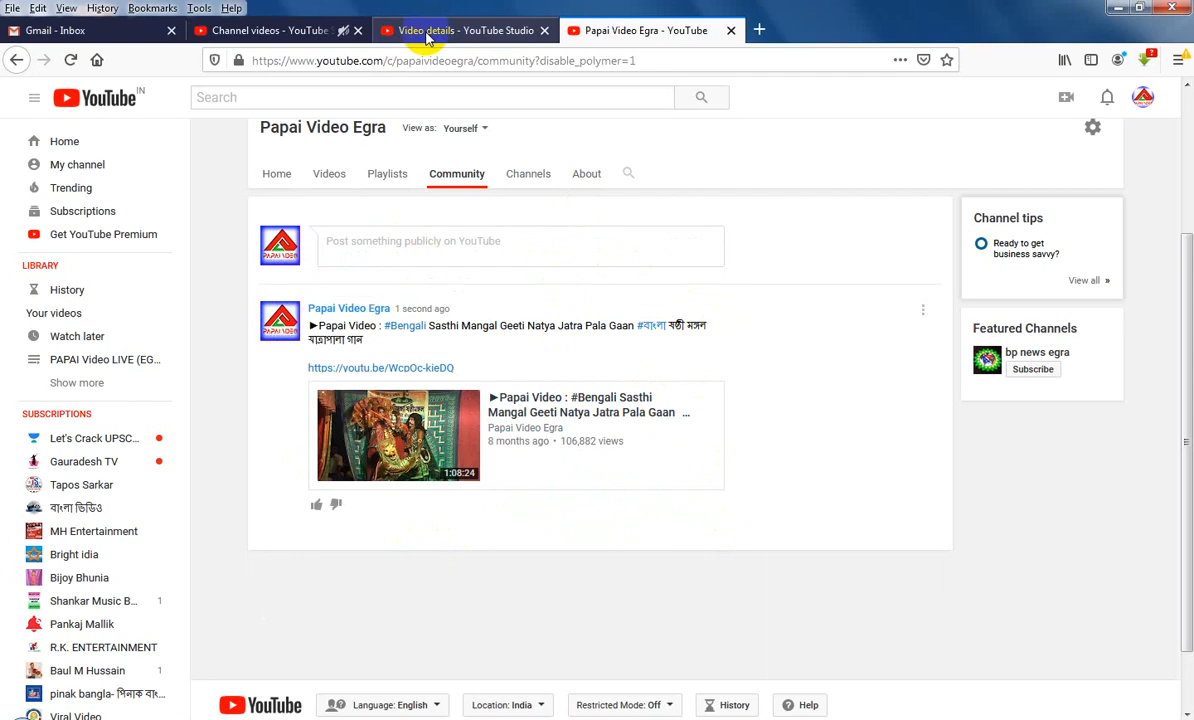 File Edit View History Bookmarks Tools Help
Gmail - Inbox
Channel videos - YouTube
Video details - YouTube Studio
Papai Video Egra - YouTube
https://www.youtube.com/c/papaivideoegra/community?disable_polymer=1
YouTube IN
Search
Papai Video Egra View as: Yourself
Home Videos Playlists Community Channels About
Home
My channel
Trending
Subscriptions
Get YouTube Premium
LIBRARY
History
Your videos
Watch later
PAPAI Video LIVE (EG...
Show more
SUBSCRIPTIONS
Let's Crack UPSC...
Gauradesh TV
Tapos Sarkar
বাংলা ভিডিও
MH Entertainment
Bright idia
Bijoy Bhunia
Shankar Music B... 1
Pankaj Mallik
R.K. ENTERTAINMENT
Baul M Hussain 1
pinak bangla- পিনাক বাং...
Viral Video
PAPAI VIDEO
Post something publicly on YouTube
PAPAI VIDEO
Papai Video Egra 1 second ago
►Papai Video : #Bengali Sasthi Mangal Geeti Natya Jatra Pala Gaan #বাংলা ষষ্ঠী মঙ্গল
যাত্রাপালা গান
https://youtu.be/WcpOc-kieDQ
►Papai Video : #Bengali Sasthi
Mangal Geeti Natya Jatra Pala Gaan ...
Papai Video Egra
8 months ago • 106,882 views
1:08:24
Channel tips
Ready to get
business savvy?
View all »
Featured Channels
bp news egra
Subscribe
YouTube Language: English Location: India Restricted Mode: Off History Help